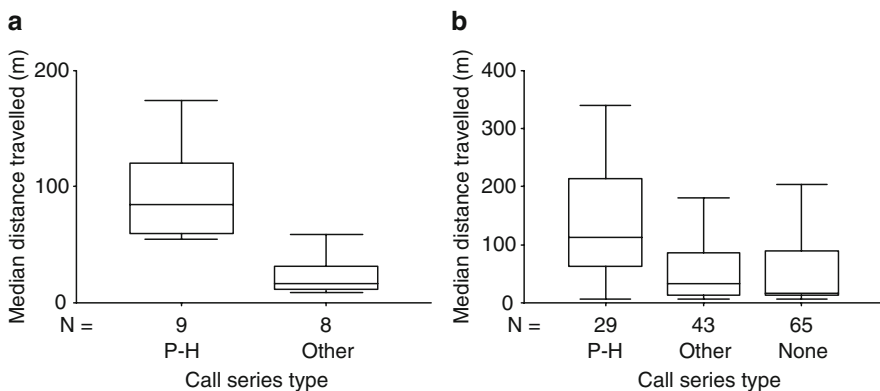 a
Median distance travelled (m)
200
100
0
N = 9 8
P-H Other
Call series type
b
Median distance travelled (m)
400
300
200
100
0
N = 29 43 65
P-H Other None
Call series type